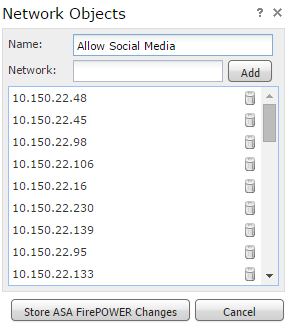 Network Objects ? ×
Name: Allow Social Media
Network: Add
10.150.22.48
10.150.22.45
10.150.22.98
10.150.22.106
10.150.22.16
10.150.22.230
10.150.22.139
10.150.22.95
10.150.22.133
Store ASA FirePOWER Changes Cancel